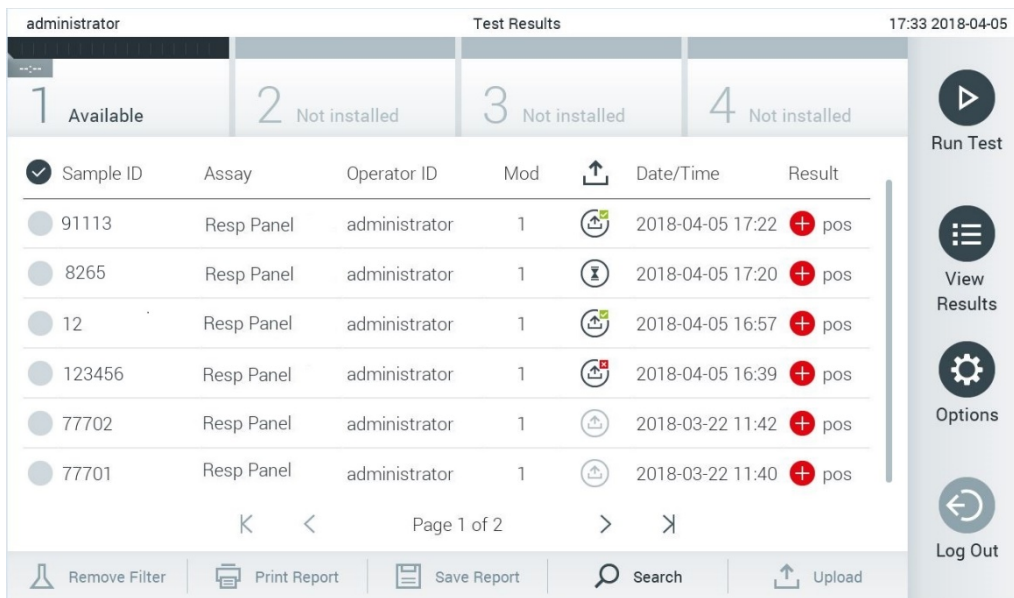 administrator Test Results 17:33 2018-04-05
--:--
1 Available 2 Not installed 3 Not installed 4 Not installed
Run Test
Sample ID Assay Operator ID Mod Date/Time Result
91113 Resp Panel administrator 1 2018-04-05 17:22 pos
8265 Resp Panel administrator 1 2018-04-05 17:20 pos
View
Results
12 Resp Panel administrator 1 2018-04-05 16:57 pos
123456 Resp Panel administrator 1 2018-04-05 16:39 pos
Options
77702 Resp Panel administrator 1 2018-03-22 11:42 pos
77701 Resp Panel administrator 1 2018-03-22 11:40 pos
Page 1 of 2
Log Out
Remove Filter Print Report Save Report Search Upload